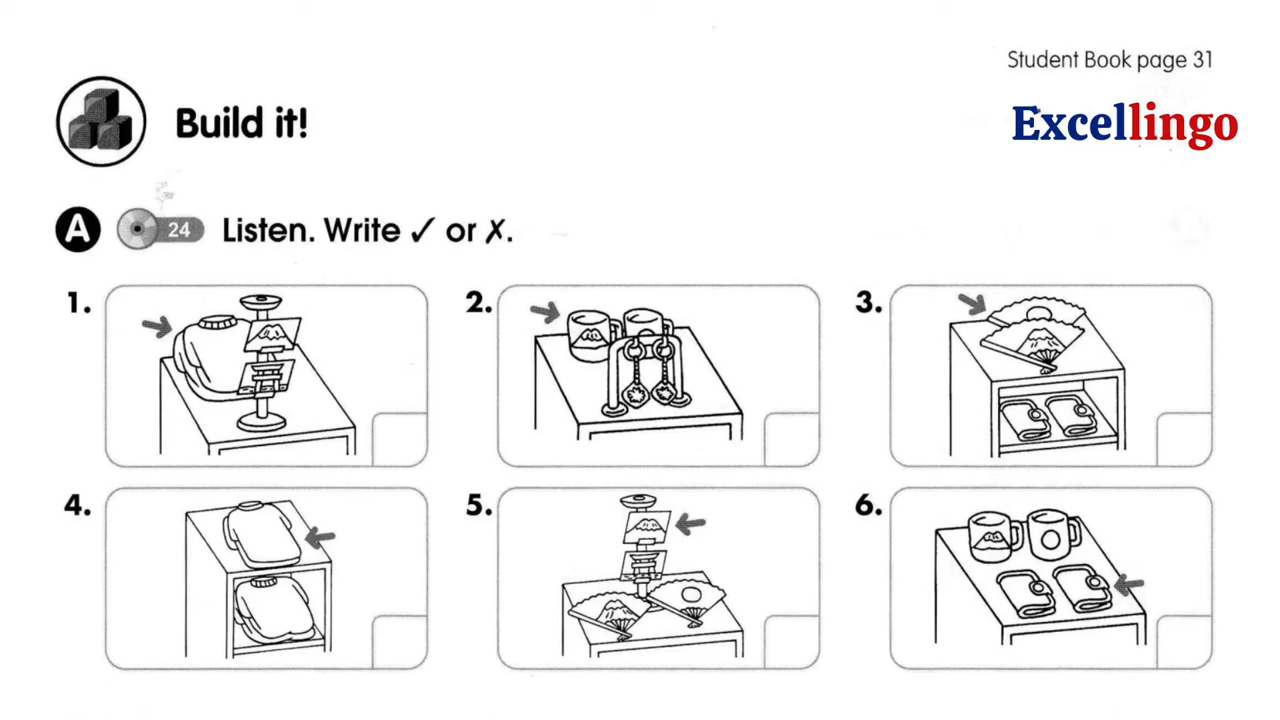 Student Book page 31
Build it!
Excellingo
A 24 Listen. Write ✓ or ✗.
1.
2.
3.
4.
5.
6.